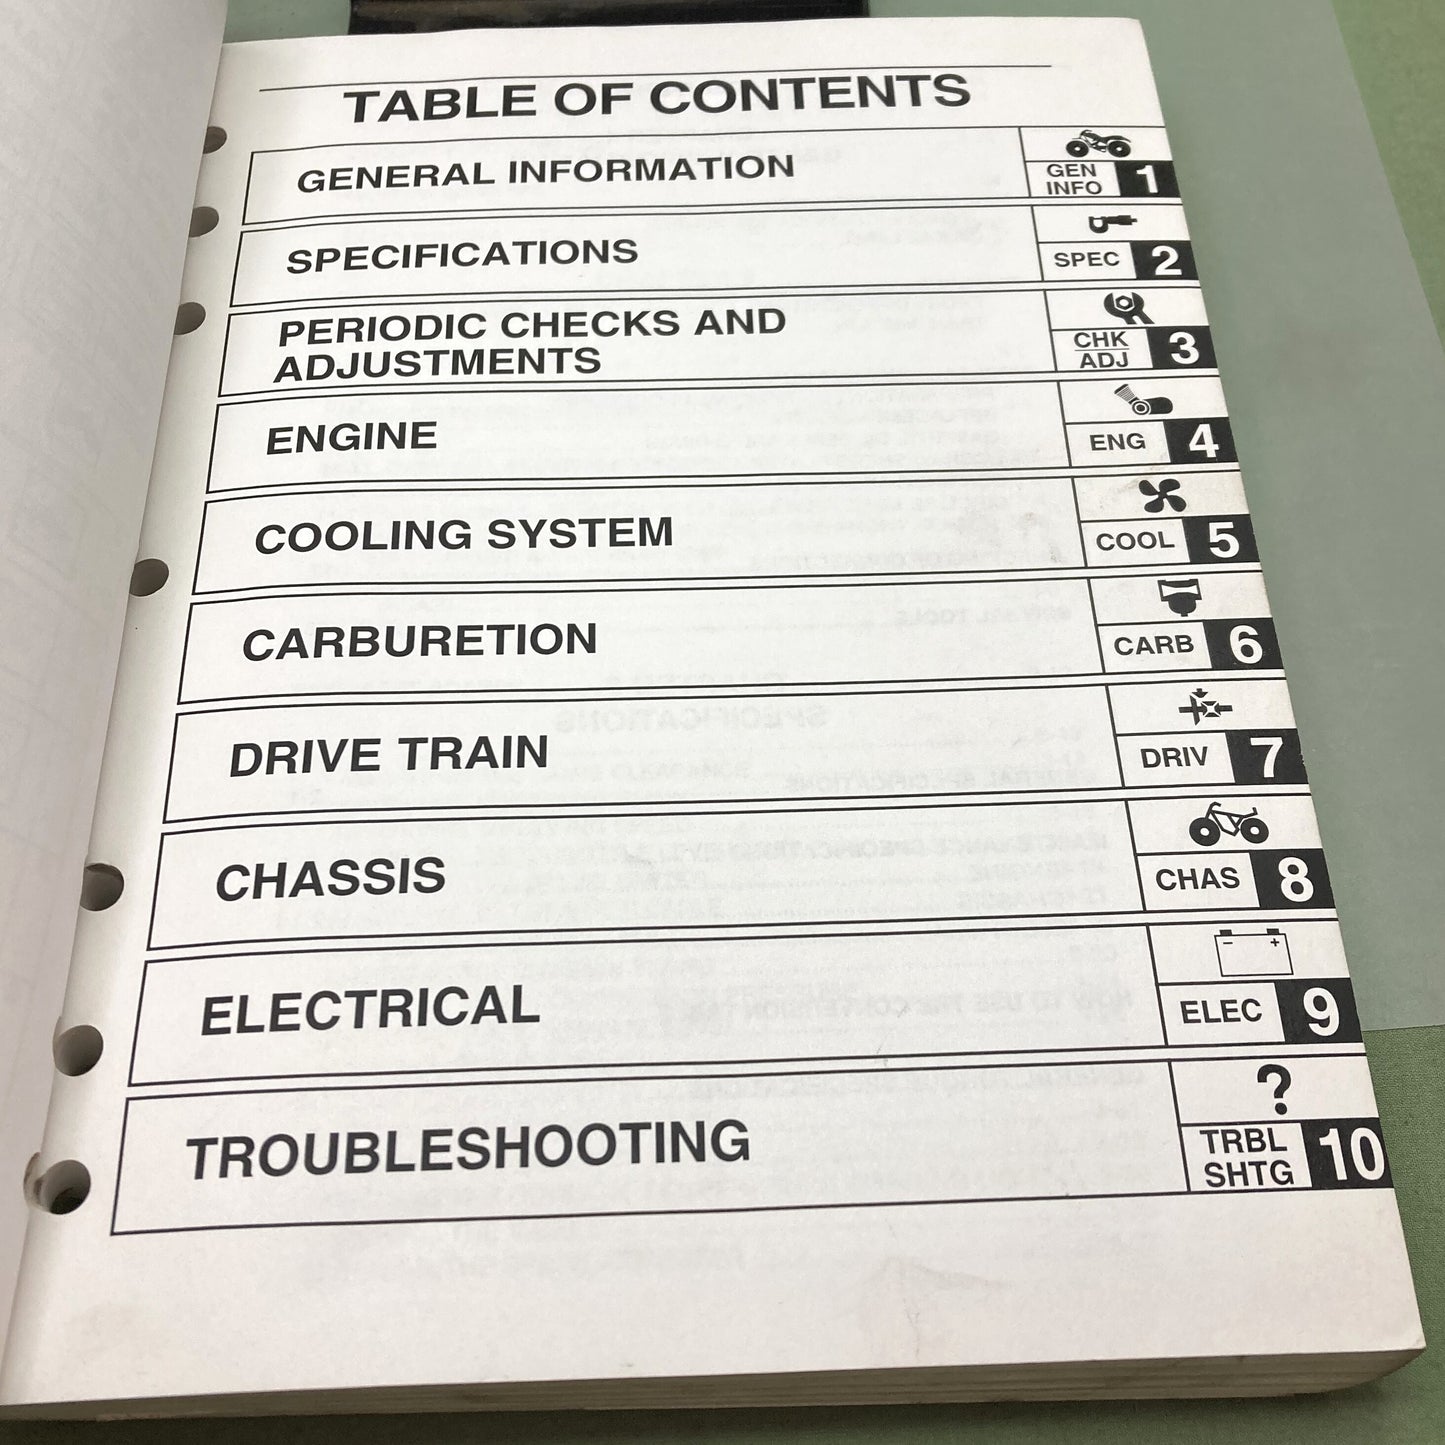 TABLE OF CONTENTS
GENERAL INFORMATION
GEN
INFO
1
SPECIFICATIONS
SPEC
2
PERIODIC CHECKS AND
ADJUSTMENTS
CHK
ADJ
3
ENGINE
ENG
4
COOLING SYSTEM
COOL
5
CARBURETION
CARB
6
DRIVE TRAIN
DRIV
7
CHASSIS
CHAS
8
ELECTRICAL
– +
ELEC
9
TROUBLESHOOTING
?
TRBL
SHTG
10